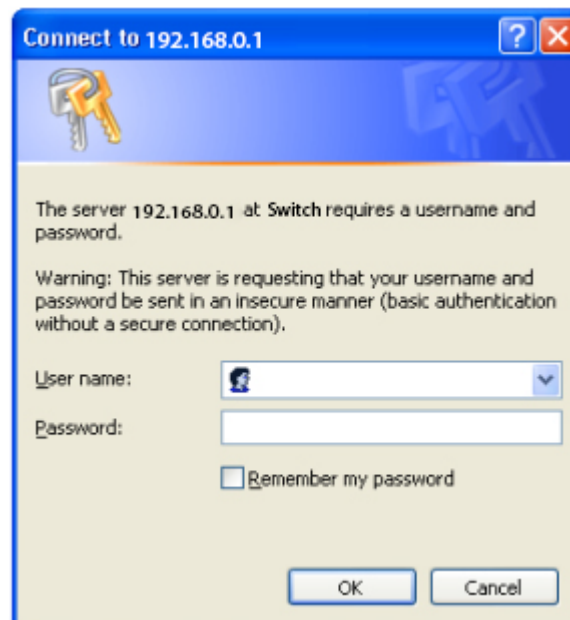 Connect to 192.168.0.1
The server 192.168.0.1 at Switch requires a username and
password.
Warning: This server is requesting that your username and
password be sent in an insecure manner (basic authentication
without a secure connection).
User name:
Password:
Remember my password
OK Cancel